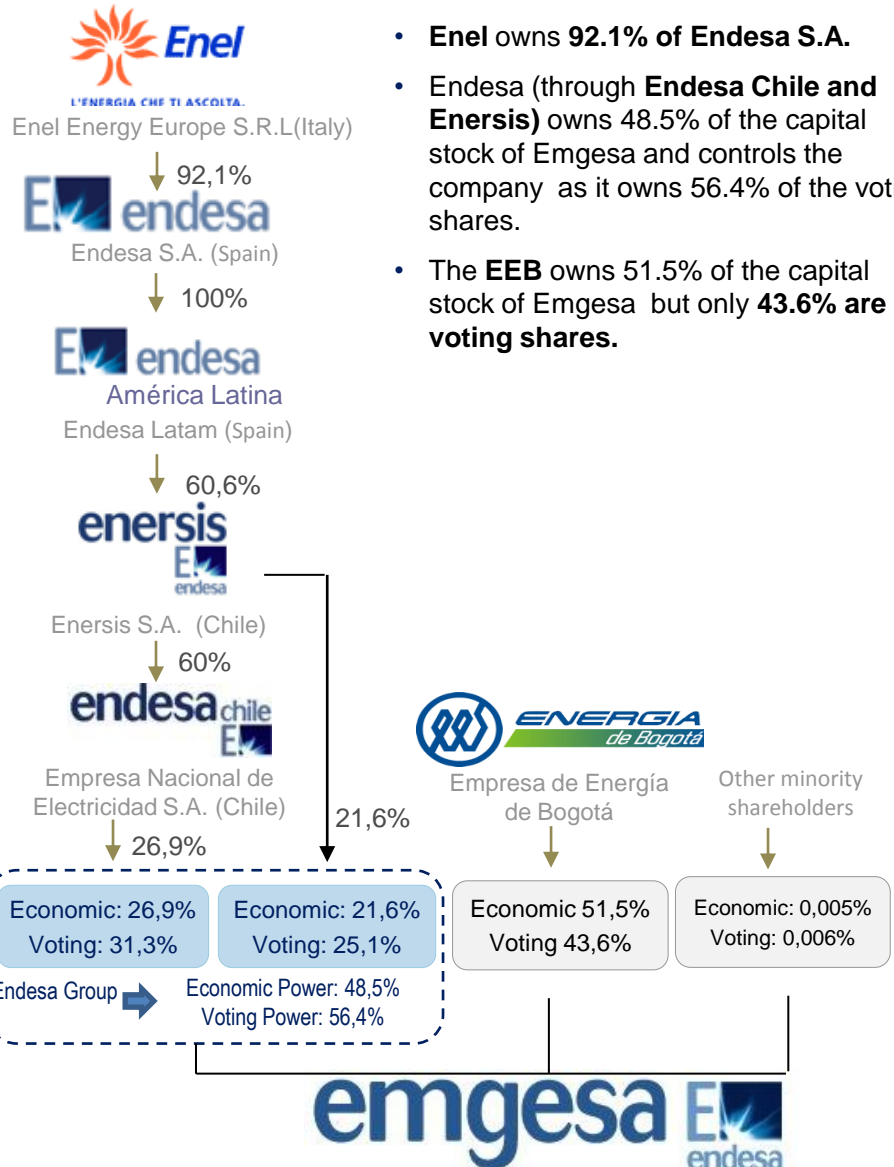 Enel
L'ENERGIA CHE TI ASCOLTA.
Enel Energy Europe S.R.L(Italy)
92,1%
endesa
Endesa S.A. (Spain)
100%
endesa
América Latina
Endesa Latam (Spain)
60,6%
enersis
endesa
Enersis S.A. (Chile)
60%
endesa chile
Empresa Nacional de
Electricidad S.A. (Chile)
26,9%
21,6%
• Enel owns 92.1% of Endesa S.A.
• Endesa (through Endesa Chile and
Enersis) owns 48.5% of the capital
stock of Emgesa and controls the
company as it owns 56.4% of the vot
shares.
• The EEB owns 51.5% of the capital
stock of Emgesa but only 43.6% are
voting shares.
ENERGIA
de Bogotá
Empresa de Energía
de Bogotá
Other minority
shareholders
Economic: 26,9%
Voting: 31,3%
Economic: 21,6%
Voting: 25,1%
Economic 51,5%
Voting 43,6%
Economic: 0,005%
Voting: 0,006%
Endesa Group
Economic Power: 48,5%
Voting Power: 56,4%
emgesa
endesa